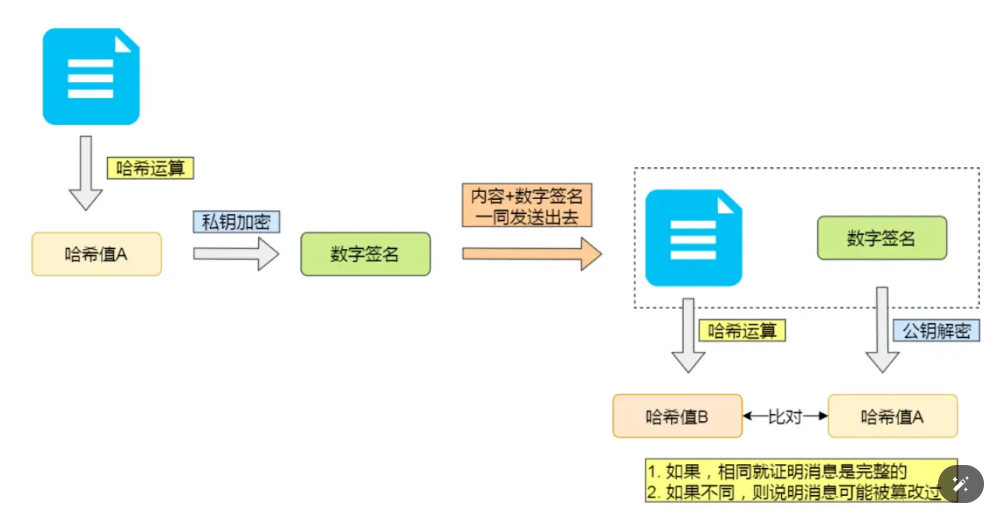 哈希运算
哈希值A
私钥加密
数字签名
内容+数字签名
一同发送出去
数字签名
哈希运算
公钥解密
哈希值B
比对
哈希值A
1. 如果，相同就证明消息是完整的
2. 如果不同，则说明消息可能被算改过